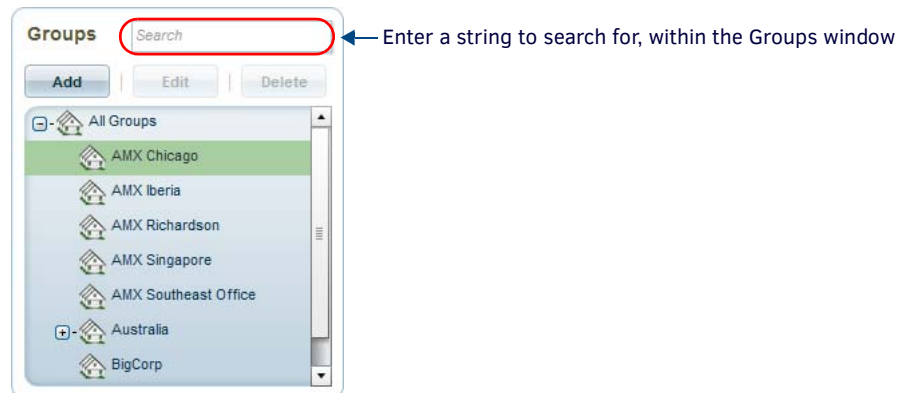 Groups Search Enter a string to search for, within the Groups window
Add | Edit | Delete
All Groups
AMX Chicago
AMX Iberia
AMX Richardson
AMX Singapore
AMX Southeast Office
Australia
BigCorp